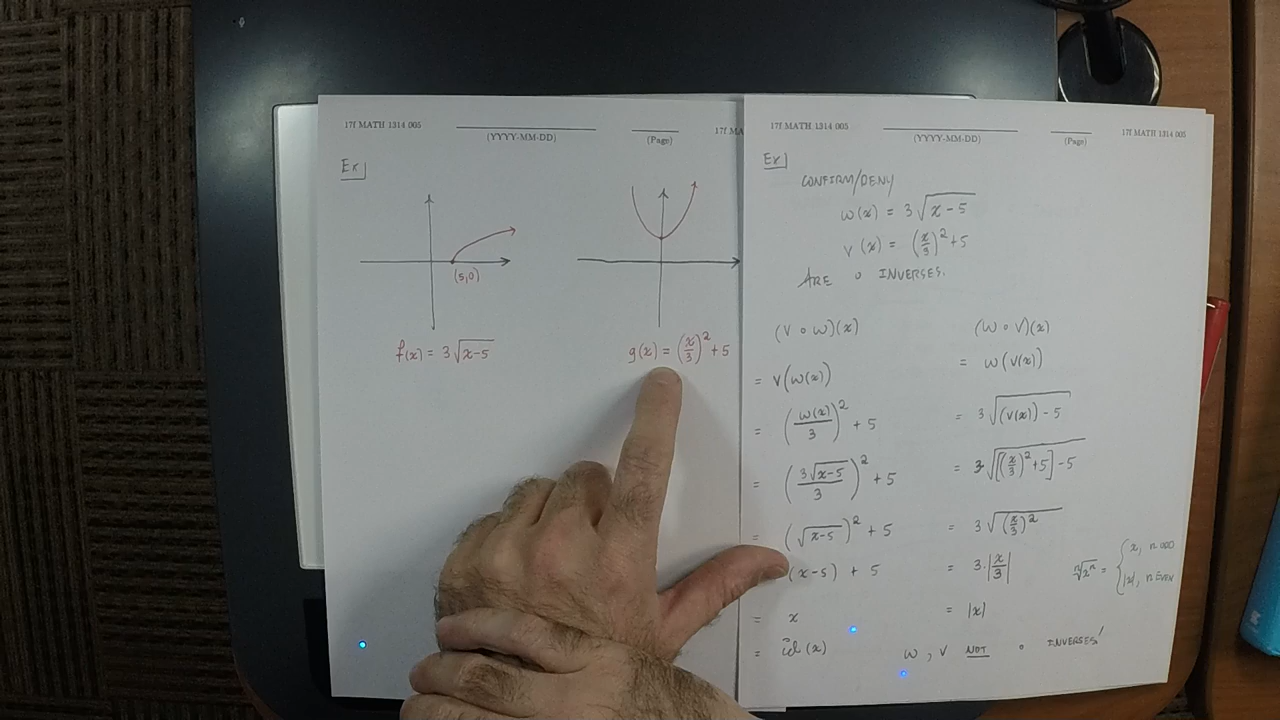 17f MATH 1314 005
(YYYY-MM-DD)
(Page)
17f MA
Ex
(5,0)
f(x) = 3√(x-5)
g(x) = (x/3)² + 5
17f MATH 1314 005
(YYYY-MM-DD)
(Page)
17f MATH 1314 005
Ex
CONFIRM/DENY
w(x) = 3√(x-5)
v(x) = (x/3)² + 5
ARE ∘ INVERSES.
(v ∘ w)(x)
= v(w(x))
= (w(x)/3)² + 5
= (3√(x-5)/3)² + 5
= (√(x-5))² + 5
(x-5) + 5
= x
= id(x)
(w ∘ v)(x)
= w(v(x))
= 3√((v(x)) - 5)
= 3√([(x/3)² + 5] - 5)
= 3√((x/3)²)
= 3·|x/3|
ⁿ√xⁿ = { x, n ODD
|x|, n EVEN
= |x|
w, v NOT ∘ INVERSES!